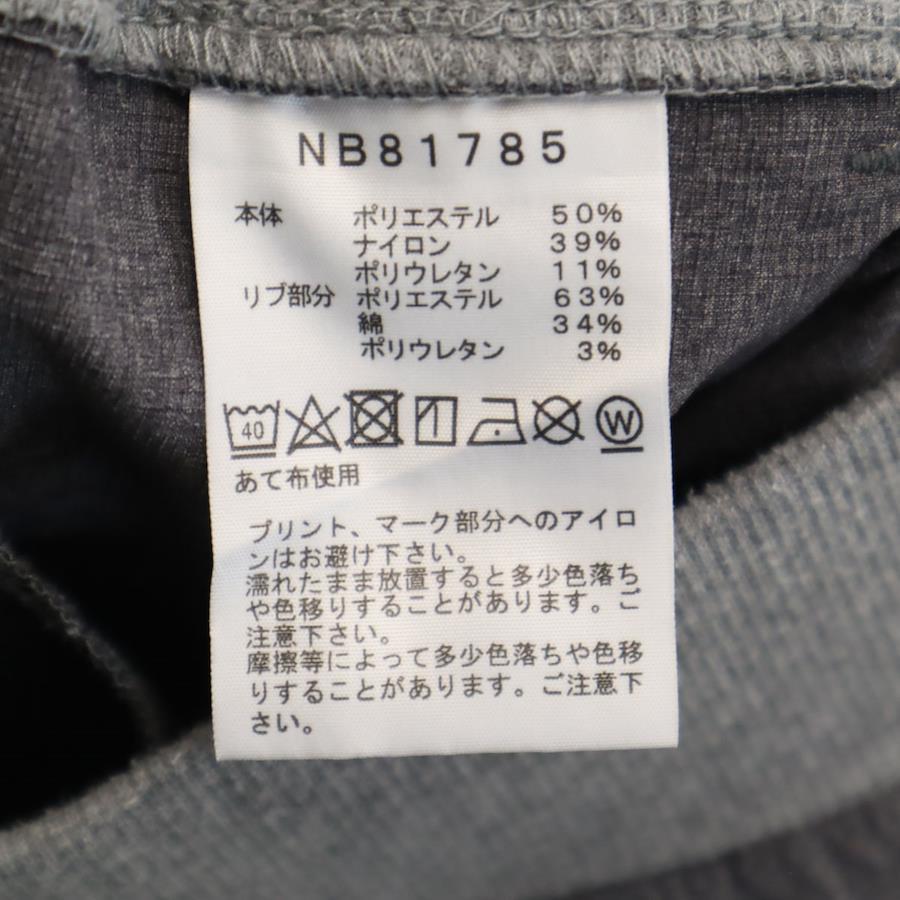 NB81785
本体 ポリエステル 50%
ナイロン 39%
ポリウレタン 11%
リブ部分 ポリエステル 63%
綿 34%
ポリウレタン 3%
40 W
あて布使用
プリント、マーク部分へのアイロ
ンはお避け下さい。
濡れたまま放置すると多少色落ち
や色移りすることがあります。ご
注意下さい。
摩擦等によって多少色落ちや色移
りすることがあります。ご注意下
さい。